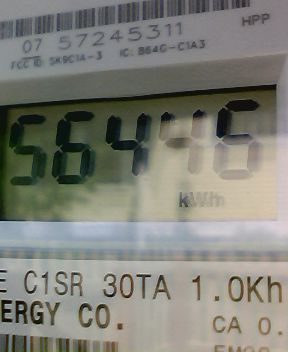 HPP
07 57245311
FCC ID: SK9C1A-3 IC: 864G-C1A3
56446
kWh
E C1SR 30TA 1.0Kh
ERGY CO.
CA 0.